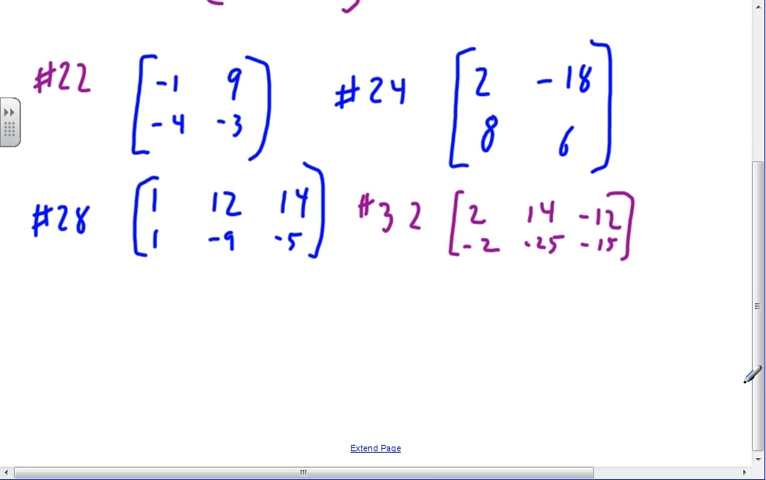 #22 [-1 9
-4 -3] #24 [2 -18
8 6]
#28 [1 12 14
1 -9 -5] #32 [2 14 -12
-2 -25 -15]
Extend Page